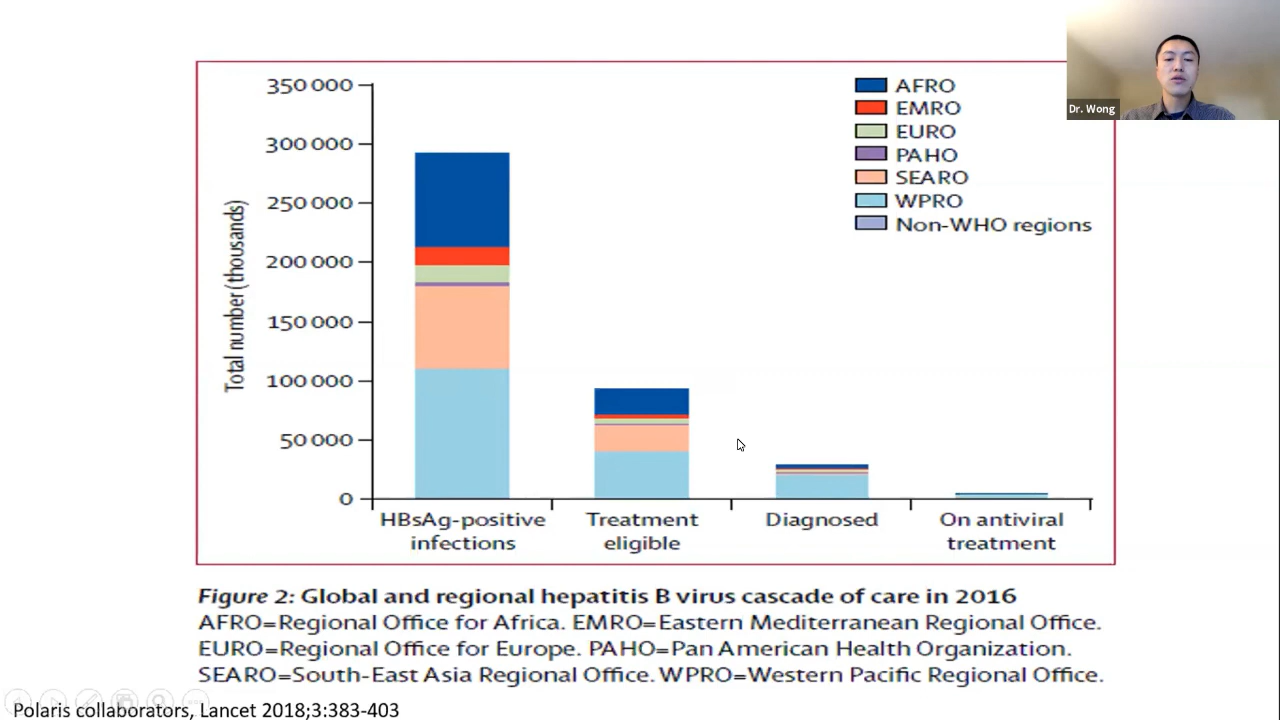 350 000
300 000
250 000
200 000
150 000
100 000
50 000
0
Total number (thousands)
AFRO
EMRO
EURO
PAHO
SEARO
WPRO
Non-WHO regions
HBsAg-positive
infections
Treatment
eligible
Diagnosed
On antiviral
treatment
Dr. Wong
Figure 2: Global and regional hepatitis B virus cascade of care in 2016
AFRO=Regional Office for Africa. EMRO=Eastern Mediterranean Regional Office.
EURO=Regional Office for Europe. PAHO=Pan American Health Organization.
SEARO=South-East Asia Regional Office. WPRO=Western Pacific Regional Office.
Polaris collaborators, Lancet 2018;3:383-403